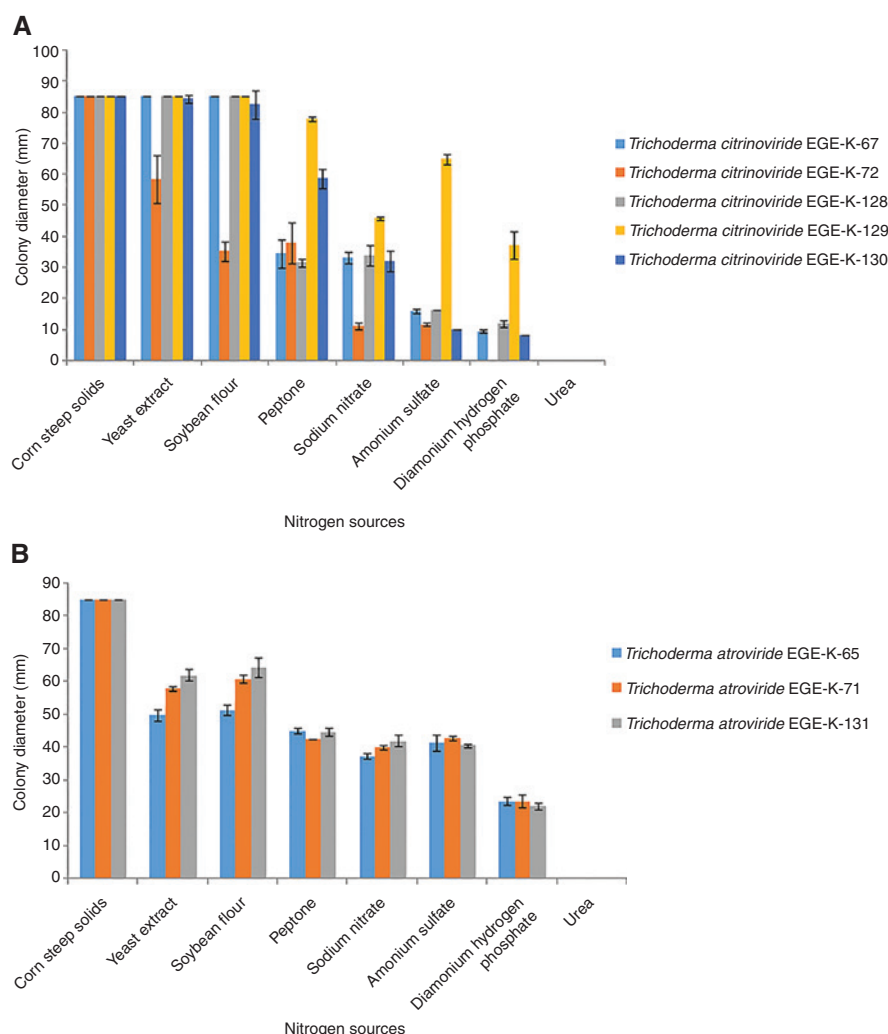 A
100
90
80
70
60
50
40
30
20
10
0
Colony diameter (mm)
Corn steep solids
Yeast extract
Soybean flour
Peptone
Sodium nitrate
Amonium sulfate
Diamonium hydrogen
phosphate
Urea
Nitrogen sources
Trichoderma citrinoviride EGE-K-67
Trichoderma citrinoviride EGE-K-72
Trichoderma citrinoviride EGE-K-128
Trichoderma citrinoviride EGE-K-129
Trichoderma citrinoviride EGE-K-130
B
90
80
70
60
50
40
30
20
10
0
Colony diameter (mm)
Corn steep solids
Yeast extract
Soybean flour
Peptone
Sodium nitrate
Amonium sulfate
Diamonium hydrogen
phosphate
Urea
Nitrogen sources
Trichoderma atroviride EGE-K-65
Trichoderma atroviride EGE-K-71
Trichoderma atroviride EGE-K-131